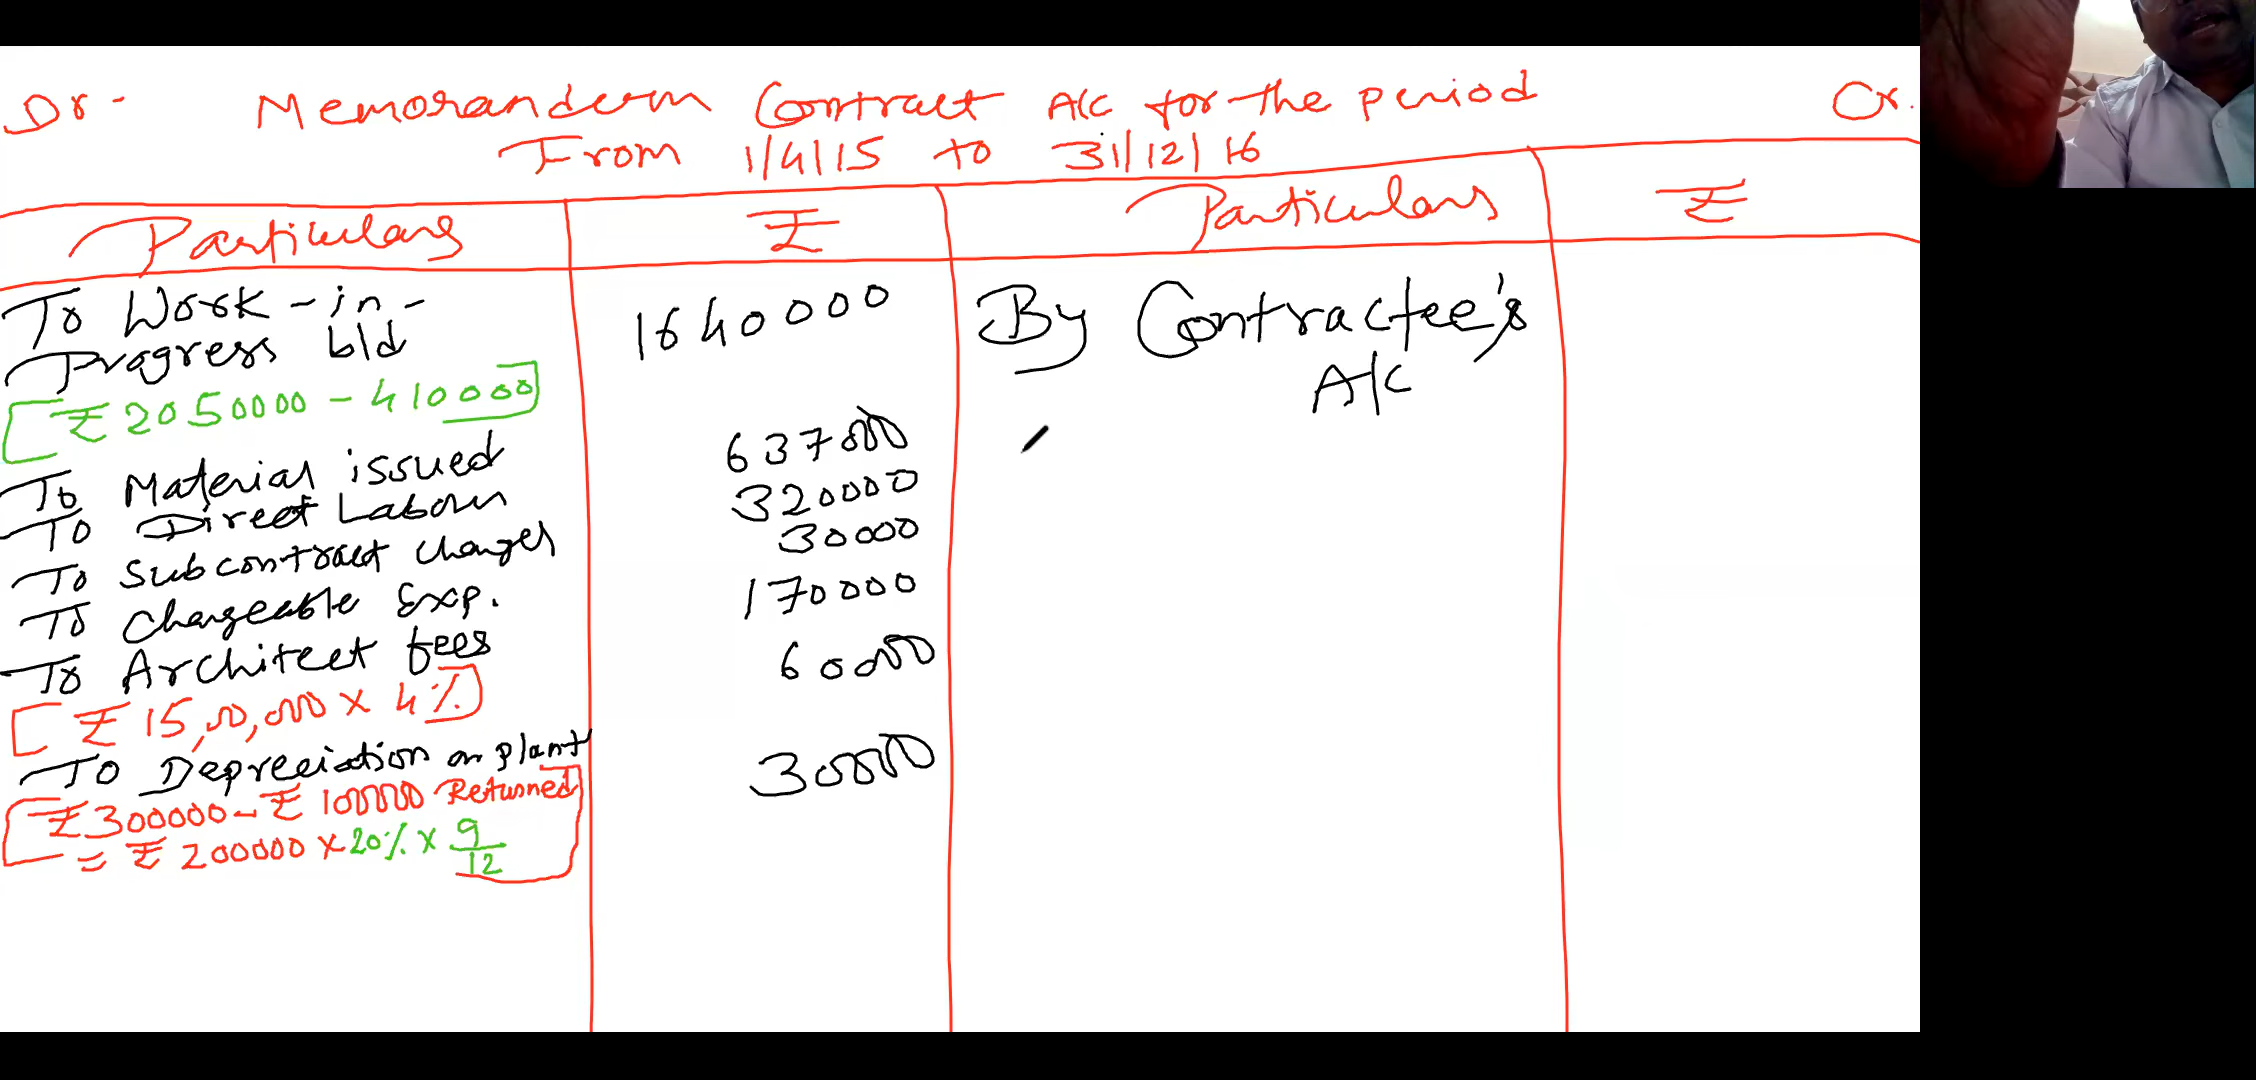 Dr. Memorandum Contract A/c for the period Cr.
From 1/4/15 to 31/12/16
Particulars ₹ Particulars ₹
To Work-in-
Progress b/d 1640000
[₹ 2050000 - 410000]
To Material issued 637000
To Direct Labour 320000
To Subcontract Charges 30000
To Chargeable Exp. 170000
To Architect fees 60000
[₹ 15,00,000 x 4%]
To Depreciation on plant 30000
[₹300000 - ₹ 100000 Returned
= ₹ 200000 x 20% x 9/12]
By Contractee's
A/c